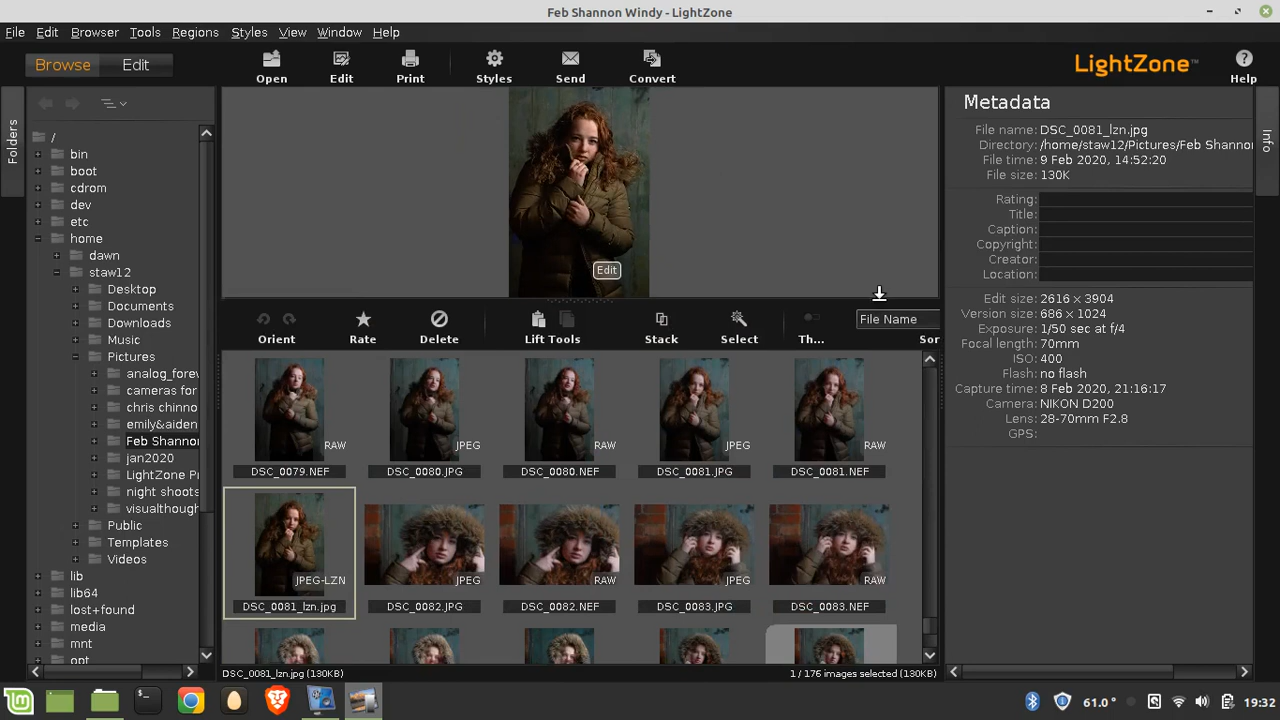 Feb Shannon Windy - LightZone
File Edit Browser Tools Regions Styles View Window Help
Browse Edit
Open Edit Print Styles Send Convert
LightZone™
? Help
Folders
/
bin
boot
cdrom
dev
etc
home
dawn
staw12
Desktop
Documents
Downloads
Music
Pictures
analog_forev
cameras for
chris chinno
emily&aiden
Feb Shannon
jan2020
LightZone Pr
night shoots
visualthough
Public
Templates
Videos
lib
lib64
lost+found
media
mnt
opt
Edit
Orient Rate Delete Lift Tools Stack Select Th... File Name Sor
RAW JPEG RAW JPEG RAW
DSC_0079.NEF DSC_0080.JPG DSC_0080.NEF DSC_0081.JPG DSC_0081.NEF
JPEG-LZN JPEG RAW JPEG RAW
DSC_0081_lzn.jpg DSC_0082.JPG DSC_0082.NEF DSC_0083.JPG DSC_0083.NEF
DSC_0081_lzn.jpg (130KB)
1 / 176 images selected (130KB)
Metadata
File name: DSC_0081_lzn.jpg
Directory: /home/staw12/Pictures/Feb Shannor
File time: 9 Feb 2020, 14:52:20
File size: 130K
Rating:
Title:
Caption:
Copyright:
Creator:
Location:
Edit size: 2616 × 3904
Version size: 686 × 1024
Exposure: 1/50 sec at f/4
Focal length: 70mm
ISO: 400
Flash: no flash
Capture time: 8 Feb 2020, 21:16:17
Camera: NIKON D200
Lens: 28-70mm F2.8
GPS:
Info
61.0° 19:32